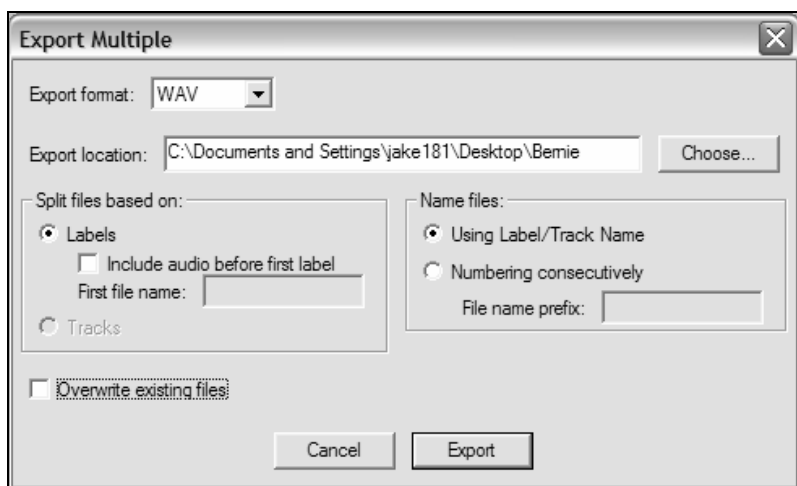 Export Multiple
Export format: WAV
Export location: C:\Documents and Settings\jake181\Desktop\Bernie Choose...
Split files based on:
Labels
Include audio before first label
First file name:
Tracks
Name files:
Using Label/Track Name
Numbering consecutively
File name prefix:
Overwrite existing files
Cancel Export